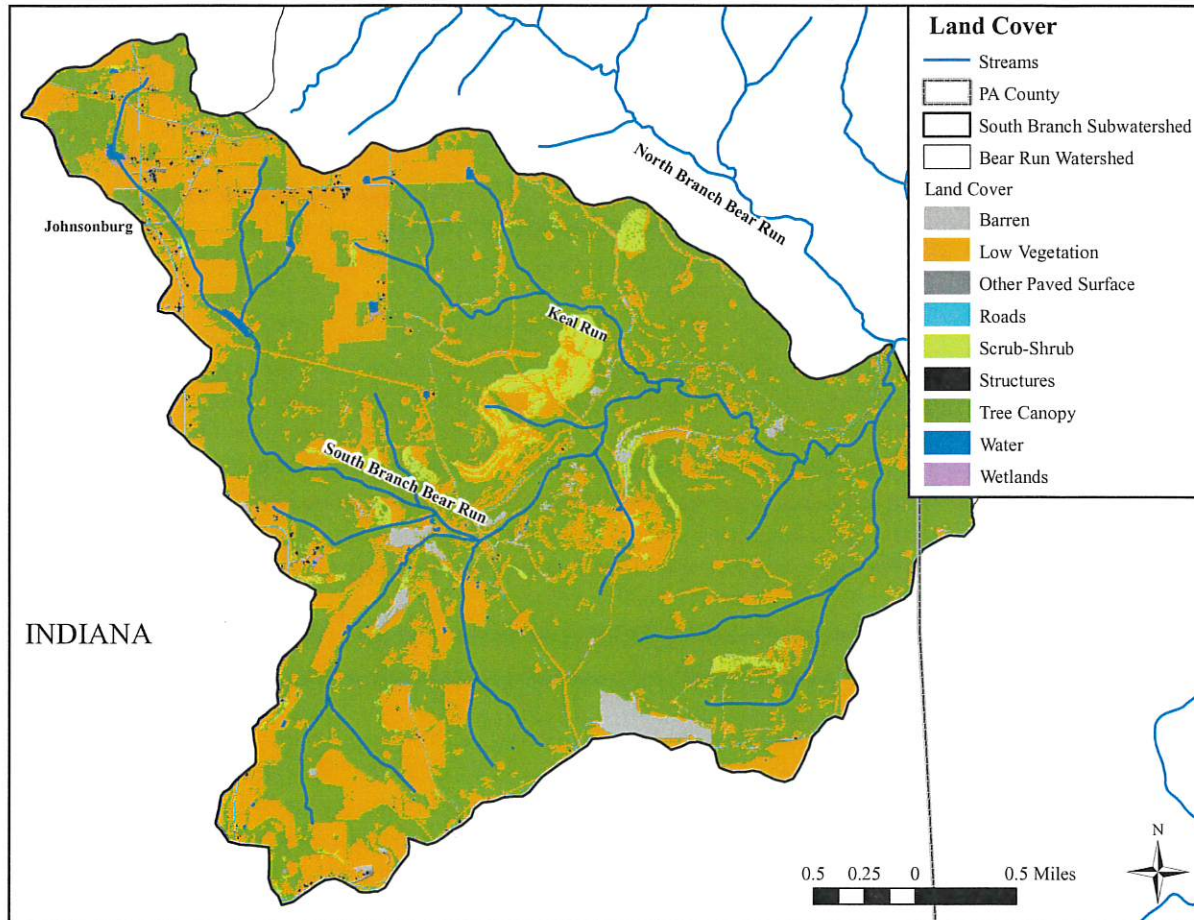 Land Cover
Streams
PA County
South Branch Subwatershed
Bear Run Watershed
Land Cover
Barren
Low Vegetation
Other Paved Surface
Roads
Scrub-Shrub
Structures
Tree Canopy
Water
Wetlands
North Branch Bear Run
Johnsonburg
Keal Run
South Branch Bear Run
INDIANA
N
0.5 0.25 0 0.5 Miles